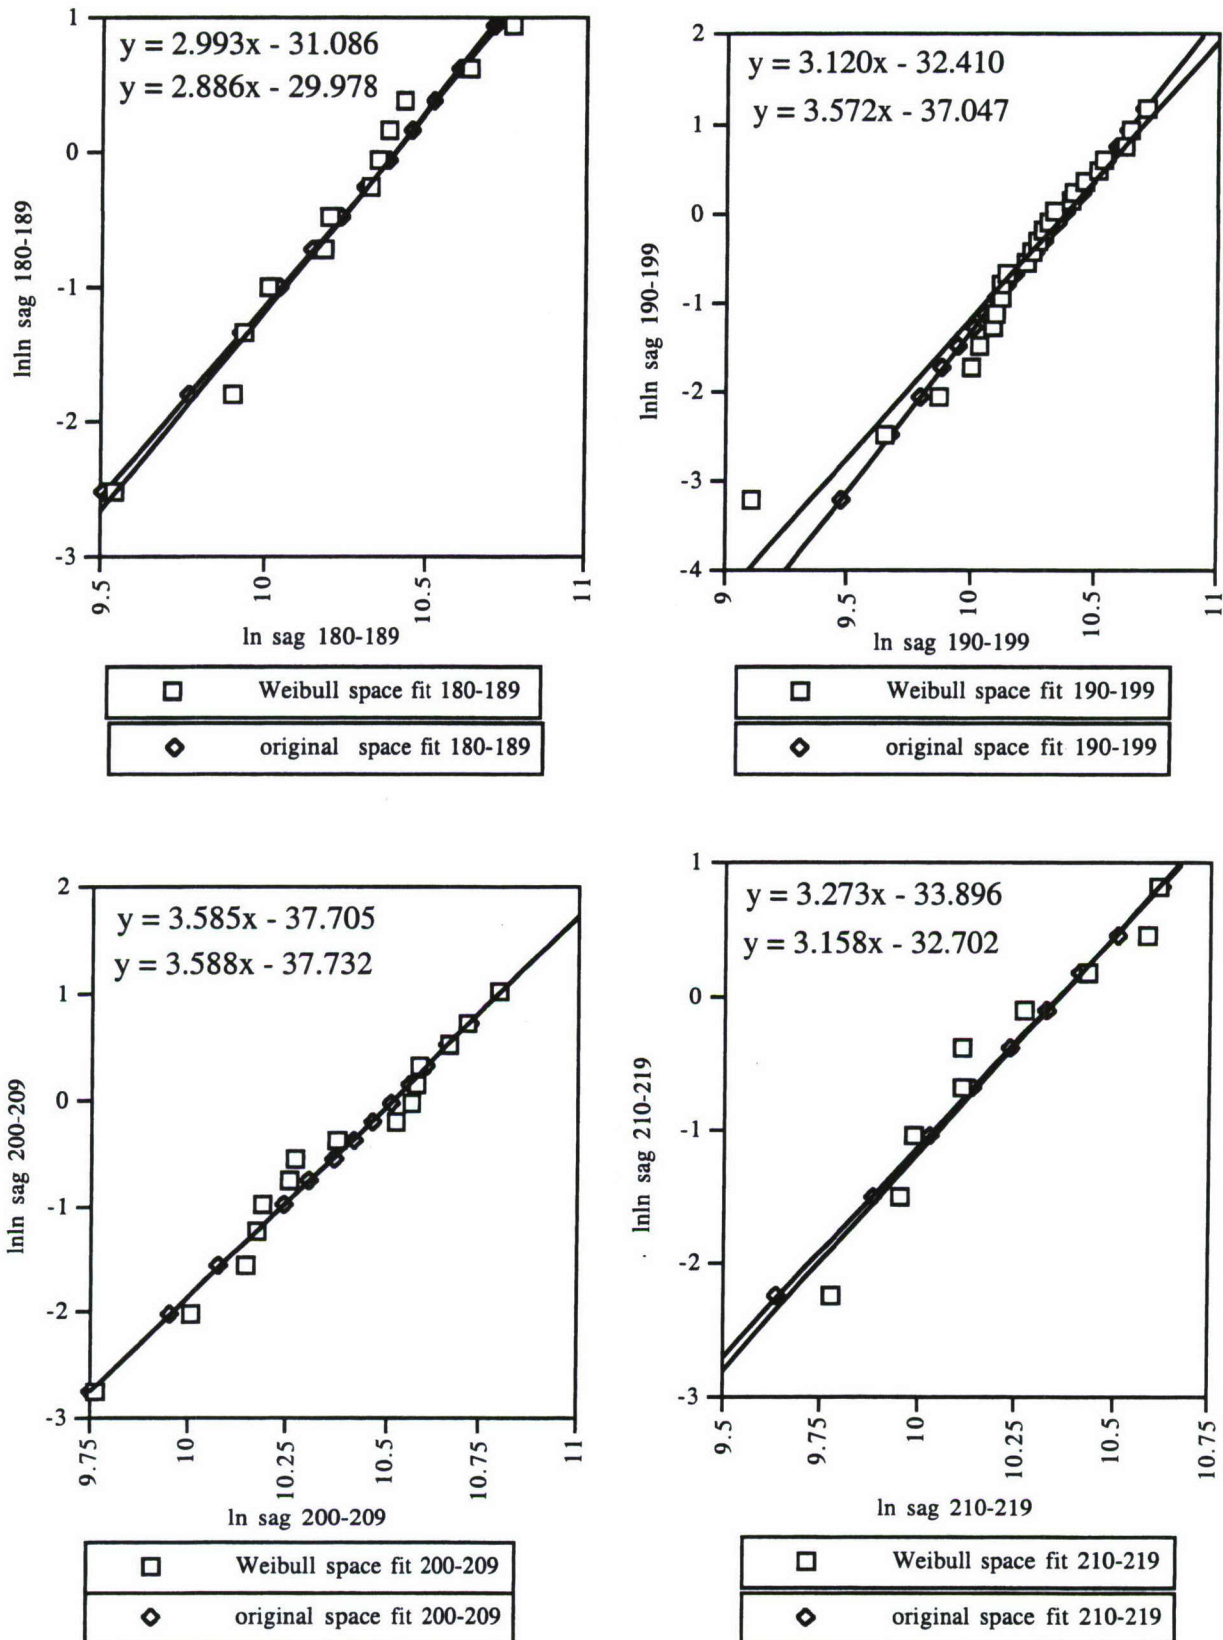 y = 2.993x - 31.086
y = 2.886x - 29.978
1
0
-1
-2
-3
lnln sag 180-189
9.5
10
10.5
11
ln sag 180-189
Weibull space fit 180-189
original space fit 180-189
y = 3.120x - 32.410
y = 3.572x - 37.047
2
1
0
-1
-2
-3
-4
lnln sag 190-199
9
9.5
10
10.5
11
ln sag 190-199
Weibull space fit 190-199
original space fit 190-199
y = 3.585x - 37.705
y = 3.588x - 37.732
2
1
0
-1
-2
-3
lnln sag 200-209
9.75
10
10.25
10.5
10.75
11
ln sag 200-209
Weibull space fit 200-209
original space fit 200-209
y = 3.273x - 33.896
y = 3.158x - 32.702
1
0
-1
-2
-3
lnln sag 210-219
9.5
9.75
10
10.25
10.5
10.75
ln sag 210-219
Weibull space fit 210-219
original space fit 210-219